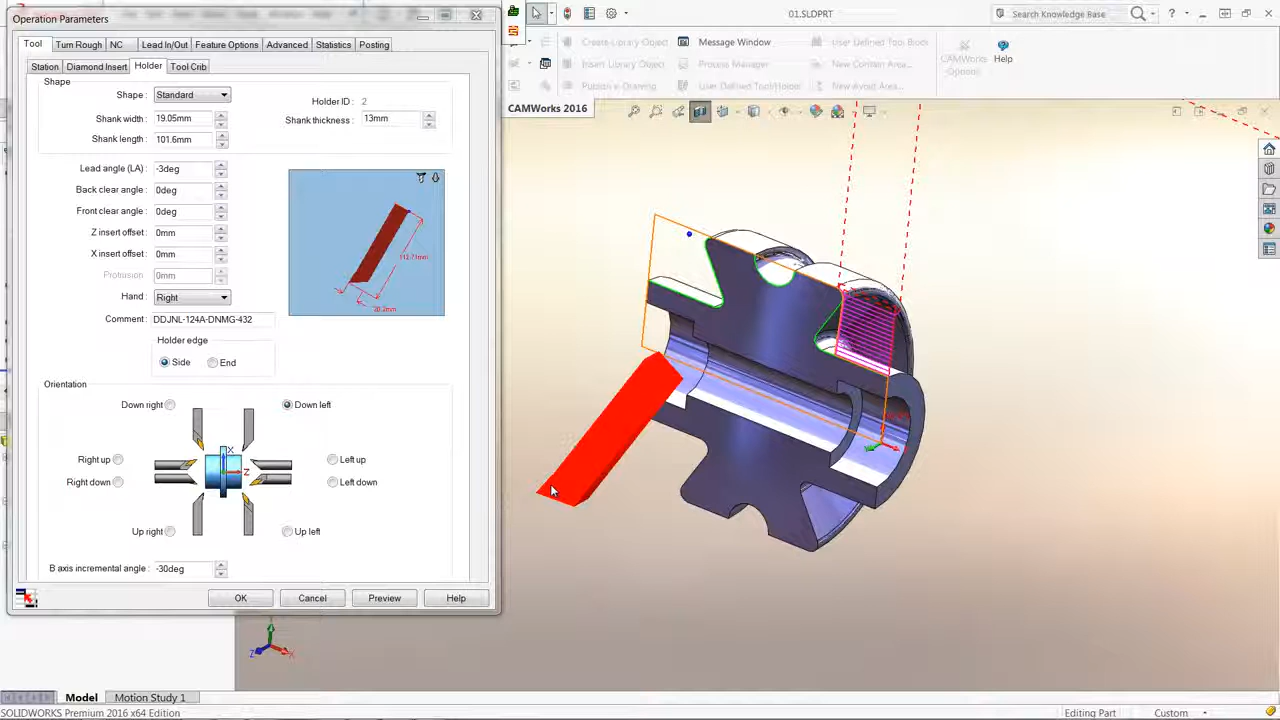 Operation Parameters
01.SLDPRT
Search Knowledge Base
Tool
Turn Rough
NC
Lead In/Out
Feature Options
Advanced
Statistics
Posting
Station
Diamond Insert
Holder
Tool Crib
Create Library Object
Message Window
User Defined Tool Block
Insert Library Object
Process Manager
New Contain Area...
Publish e-Drawing
User Defined Tool/Holder
New Avoid Area...
CAMWorks
Options
Help
CAMWorks 2016
Shape
Shape : Standard
Shank width : 19.05mm
Shank length : 101.6mm
Holder ID : 2
Shank thickness : 13mm
Lead angle (LA) : -3deg
Back clear angle : 0deg
Front clear angle : 0deg
Z insert offset : 0mm
X insert offset : 0mm
Protrusion : 0mm
Hand : Right
Comment : DDJNL-124A-DNMG-432
112.71mm
20.2mm
Holder edge
Side
End
Orientation
Down right
Down left
Right up
Left up
Right down
Left down
X
Z
Up right
Up left
B axis incremental angle : -30deg
OK
Cancel
Preview
Help
Z
X
Model
Motion Study 1
SOLIDWORKS Premium 2016 x64 Edition
Editing Part
Custom